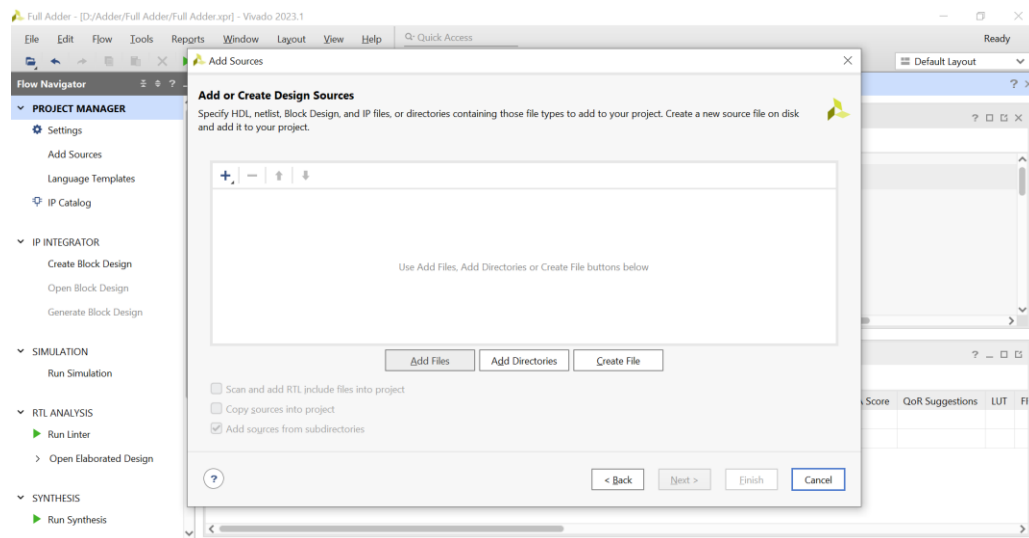 Full Adder - [D:/Adder/Full Adder/Full Adder.xpr] - Vivado 2023.1
File Edit Flow Tools Reports Window Layout View Help Q- Quick Access Ready
Add Sources Default Layout
Flow Navigator
PROJECT MANAGER
Settings
Add Sources
Language Templates
IP Catalog
IP INTEGRATOR
Create Block Design
Open Block Design
Generate Block Design
SIMULATION
Run Simulation
RTL ANALYSIS
Run Linter
Open Elaborated Design
SYNTHESIS
Run Synthesis
Add or Create Design Sources
Specify HDL, netlist, Block Design, and IP files, or directories containing those file types to add to your project. Create a new source file on disk
and add it to your project.
Use Add Files, Add Directories or Create File buttons below
Add Files Add Directories Create File
Scan and add RTL include files into project
Copy sources into project
Add sources from subdirectories
? < Back Next > Finish Cancel
Score QoR Suggestions LUT